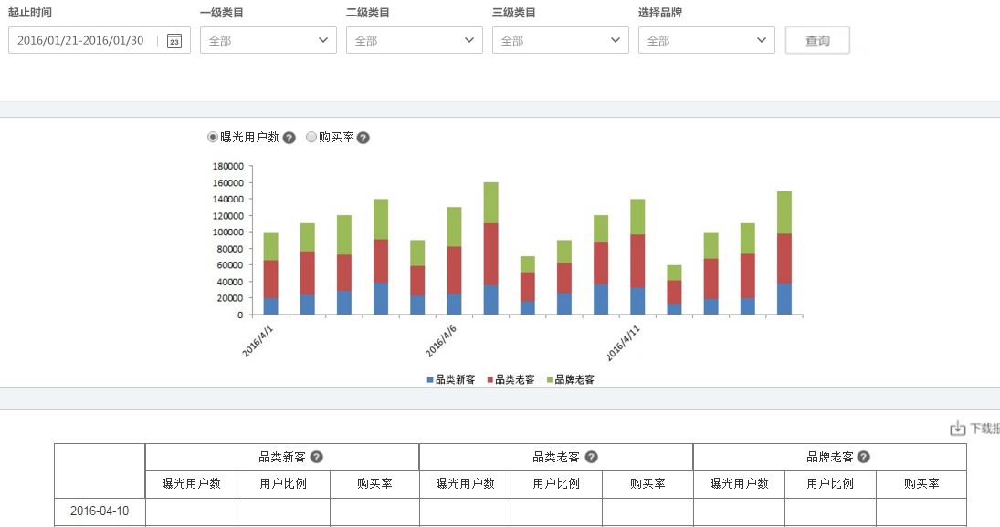 起止时间 一级类目 二级类目 三级类目 选择品牌
2016/01/21-2016/01/30 23 全部 全部 全部 全部 查询
曝光用户数 ? 购买率 ?
180000
160000
140000
120000
100000
80000
60000
40000
20000
0
2016/4/1 2016/4/6 2016/4/11
品类新客 品类老客 品牌老客
下载报
品类新客 ? 品类老客 ? 品牌老客 ?
曝光用户数 用户比例 购买率 曝光用户数 用户比例 购买率 曝光用户数 用户比例 购买率
2016-04-10